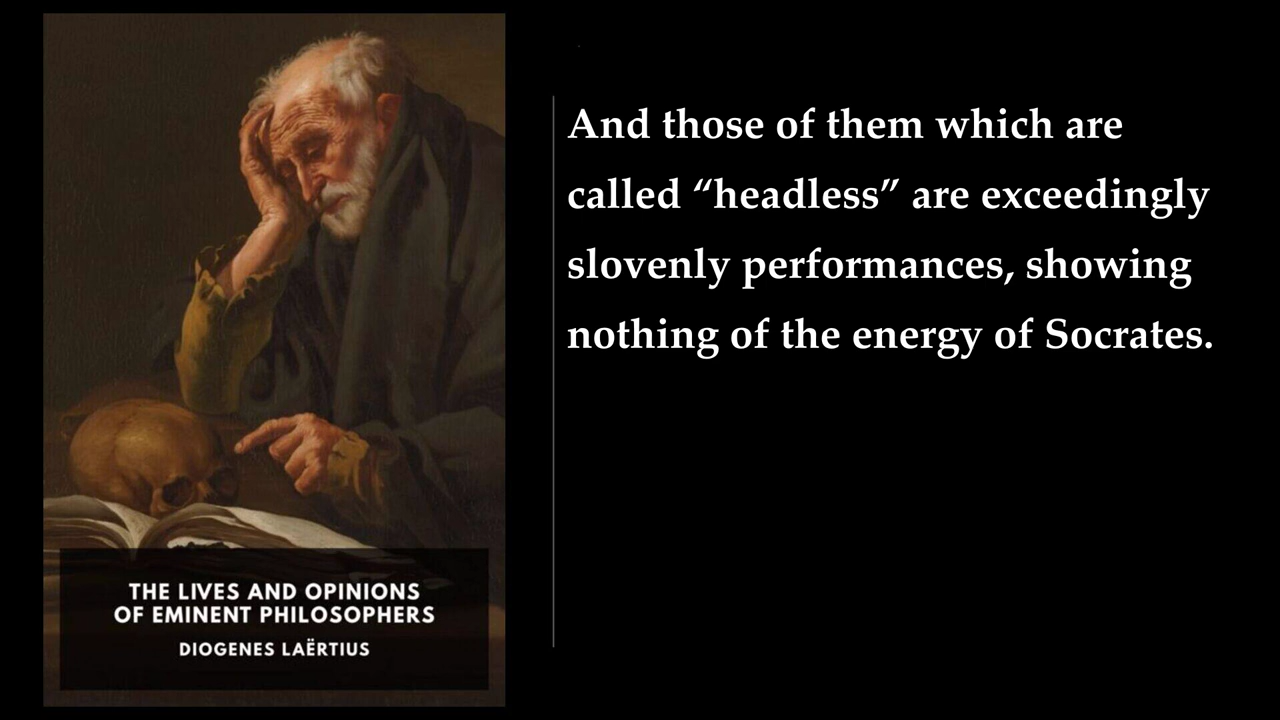 THE LIVES AND OPINIONS
OF EMINENT PHILOSOPHERS
DIOGENES LAËRTIUS
And those of them which are
called “headless” are exceedingly
slovenly performances, showing
nothing of the energy of Socrates.